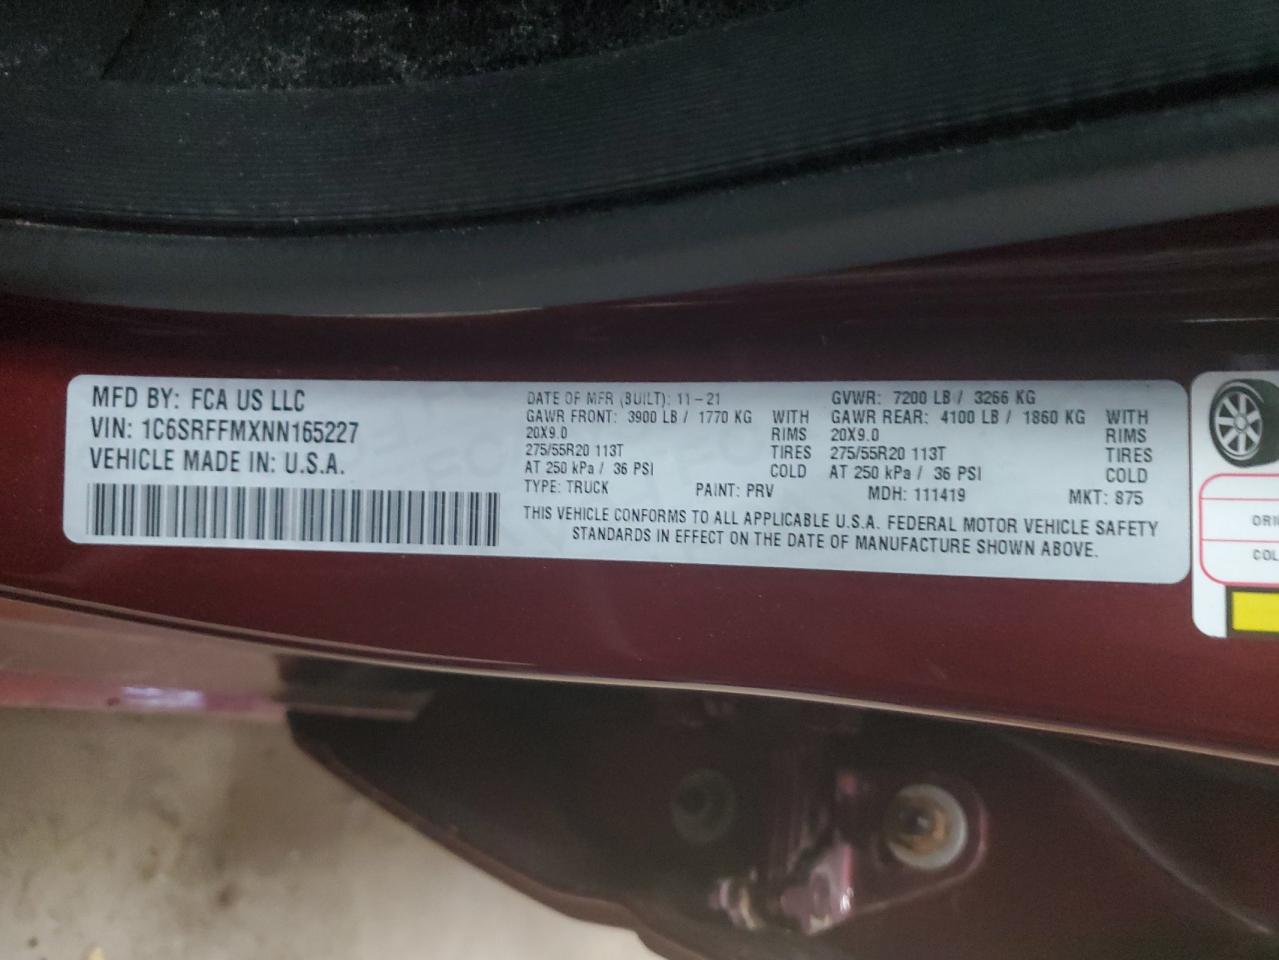 MFD BY: FCA US LLC
VIN: 1C6SRFFMXNN165227
VEHICLE MADE IN: U.S.A.
DATE OF MFR (BUILT): 11-21
GAWR FRONT: 3900 LB / 1770 KG WITH
20X9.0 RIMS
275/55R20 113T TIRES
AT 250 kPa / 36 PSI COLD
GVWR: 7200 LB / 3266 KG
GAWR REAR: 4100 LB / 1860 KG WITH
20X9.0 RIMS
275/55R20 113T TIRES
AT 250 kPa / 36 PSI COLD
TYPE: TRUCK PAINT: PRV MDH: 111419 MKT: 875
THIS VEHICLE CONFORMS TO ALL APPLICABLE U.S.A. FEDERAL MOTOR VEHICLE SAFETY
STANDARDS IN EFFECT ON THE DATE OF MANUFACTURE SHOWN ABOVE.
ORI
COL